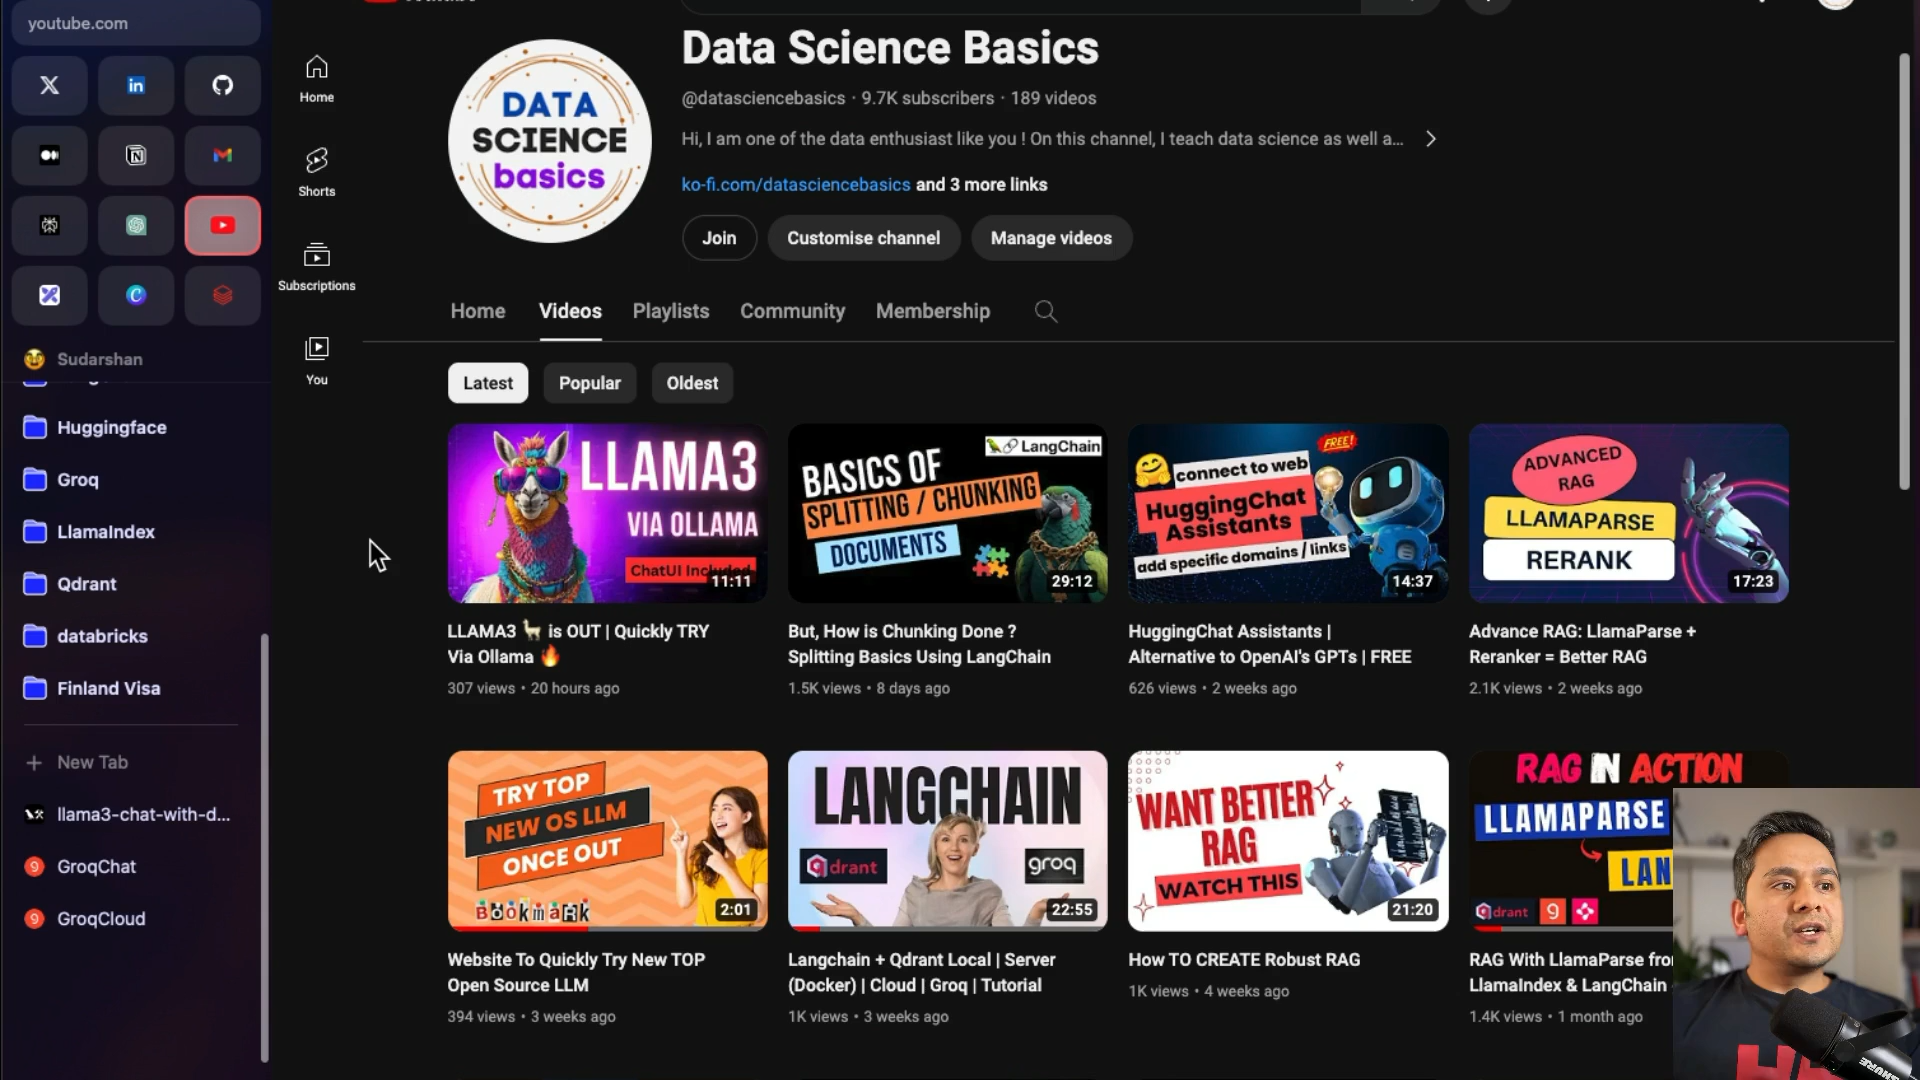 youtube.com
Sudarshan
Huggingface
Groq
LlamaIndex
Qdrant
databricks
Finland Visa
New Tab
llama3-chat-with-d...
GroqChat
GroqCloud
Home
Shorts
Subscriptions
You
DATA
SCIENCE
basics
Data Science Basics
@datasciencebasics · 9.7K subscribers · 189 videos
Hi, I am one of the data enthusiast like you ! On this channel, I teach data science as well a...
ko-fi.com/datasciencebasics and 3 more links
Join Customise channel Manage videos
Home Videos Playlists Community Membership
Latest Popular Oldest
LLAMA3
VIA OLLAMA
ChatUI Included
11:11
LLAMA3 🦙 is OUT | Quickly TRY
Via Ollama 🔥
307 views · 20 hours ago
LangChain
BASICS OF
SPLITTING / CHUNKING
DOCUMENTS
29:12
But, How is Chunking Done ?
Splitting Basics Using LangChain
1.5K views · 8 days ago
FREE!
connect to web
HuggingChat
Assistants
add specific domains / links
14:37
HuggingChat Assistants |
Alternative to OpenAI's GPTs | FREE
626 views · 2 weeks ago
ADVANCED
RAG
LLAMAPARSE
RERANK
17:23
Advance RAG: LlamaParse +
Reranker = Better RAG
2.1K views · 2 weeks ago
TRY TOP
NEW OS LLM
ONCE OUT
BOOKMARK
2:01
Website To Quickly Try New TOP
Open Source LLM
394 views · 3 weeks ago
LANGCHAIN
qdrant
groq
22:55
Langchain + Qdrant Local | Server
(Docker) | Cloud | Groq | Tutorial
1K views · 3 weeks ago
WANT BETTER
RAG
WATCH THIS
21:20
How TO CREATE Robust RAG
1K views · 4 weeks ago
RAG IN ACTION
LLAMAPARSE
LAN
qdrant
RAG With LlamaParse from
LlamaIndex & LangChain
1.4K views · 1 month ago
SHURE